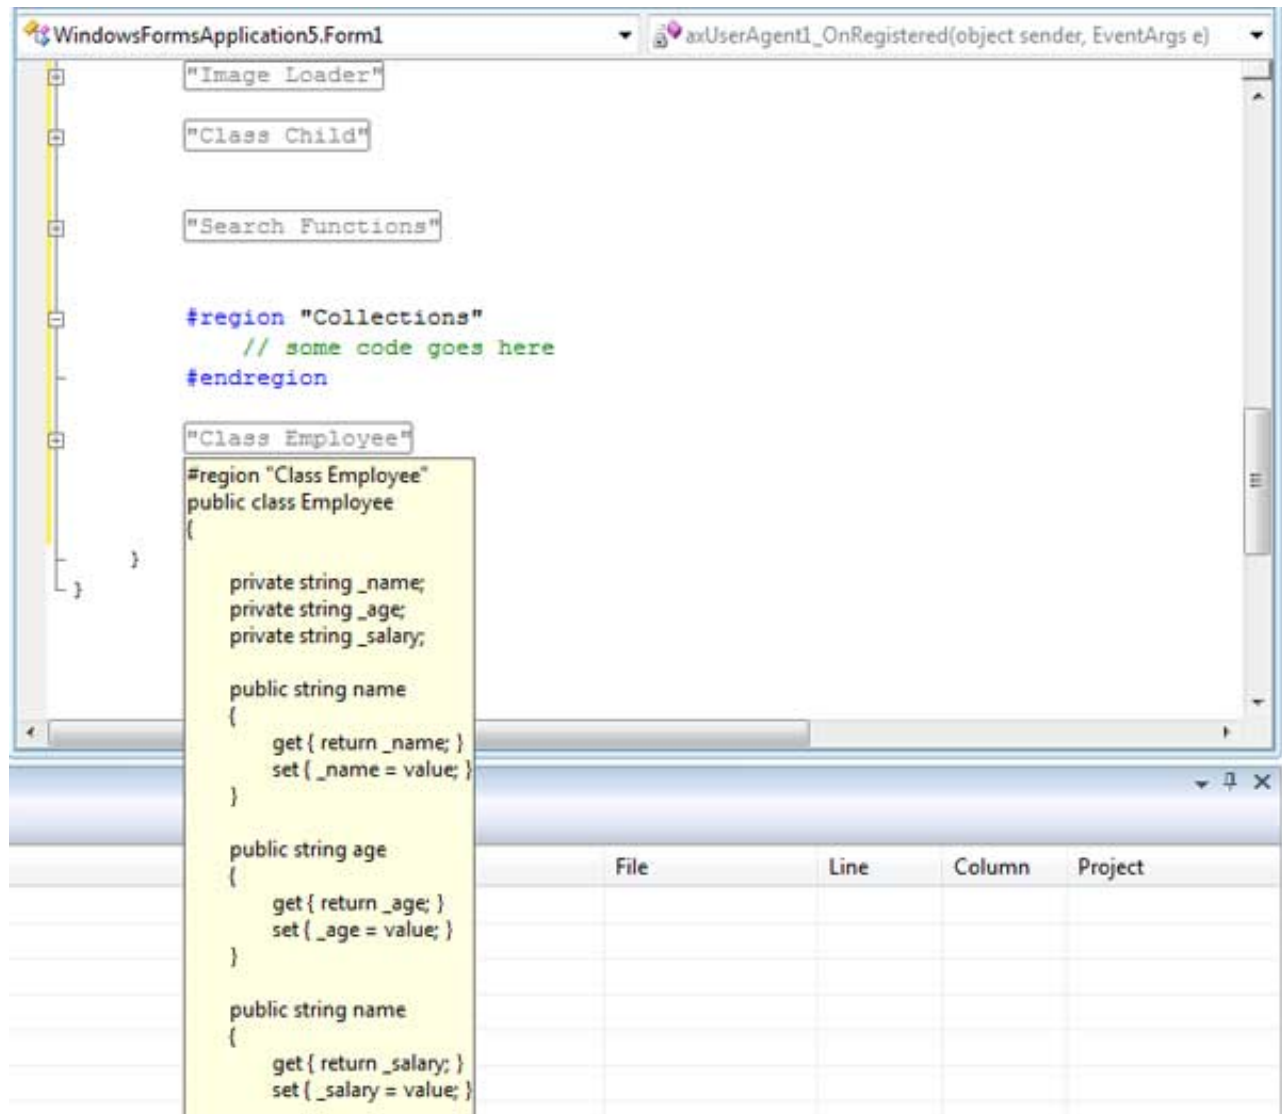 WindowsFormsApplication5.Form1
axUserAgent1_OnRegistered(object sender, EventArgs e)
"Image Loader"
"Class Child"
"Search Functions"
#region "Collections"
// some code goes here
#endregion
"Class Employee"
#region "Class Employee"
public class Employee
{
private string _name;
private string _age;
private string _salary;
public string name
{
get { return _name; }
set { _name = value; }
}
public string age
{
get { return _age; }
set { _age = value; }
}
public string name
{
get { return _salary; }
set { _salary = value; }
}
}
File
Line
Column
Project